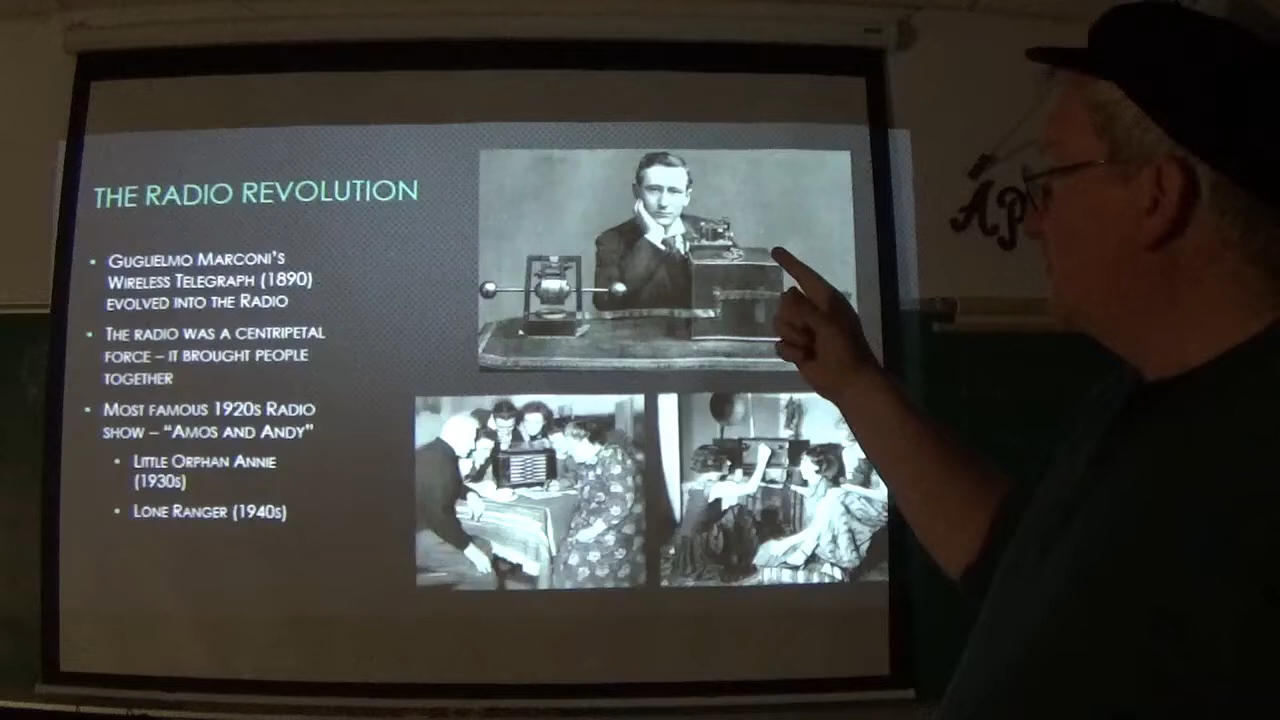 THE RADIO REVOLUTION
• GUGLIELMO MARCONI'S
WIRELESS TELEGRAPH (1890)
EVOLVED INTO THE RADIO
• THE RADIO WAS A CENTRIPETAL
FORCE – IT BROUGHT PEOPLE
TOGETHER
• MOST FAMOUS 1920S RADIO
SHOW – "AMOS AND ANDY"
• LITTLE ORPHAN ANNIE
(1930S)
• LONE RANGER (1940S)
AP